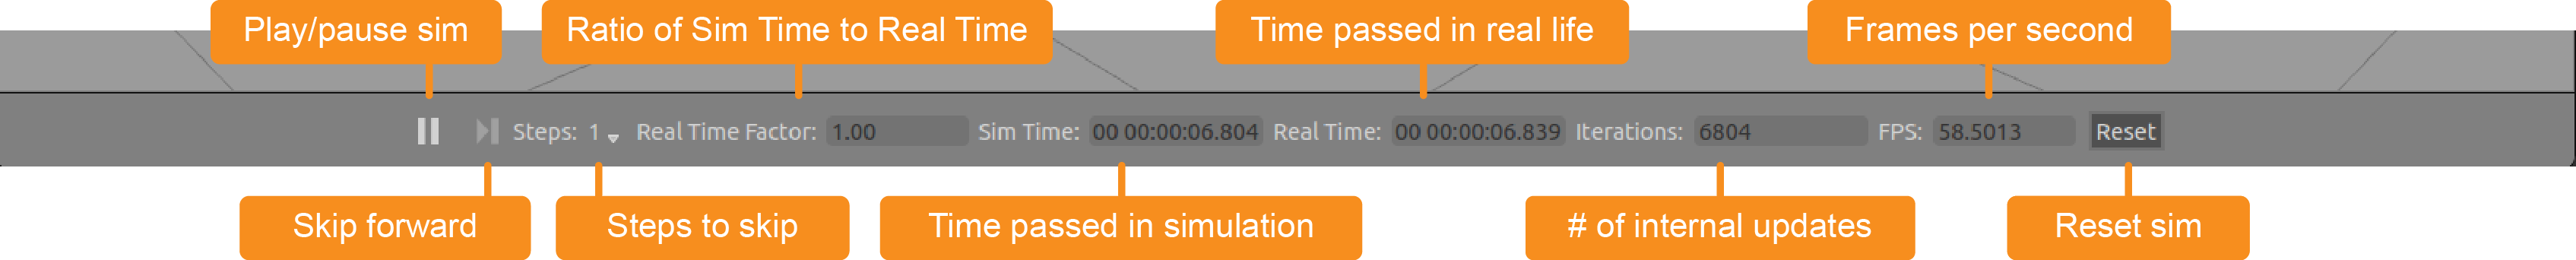 Play/pause sim
Ratio of Sim Time to Real Time
Time passed in real life
Frames per second
Steps: 1 Real Time Factor: 1.00 Sim Time: 00 00:00:06.804 Real Time: 00 00:00:06.839 Iterations: 6804 FPS: 58.5013 Reset
Skip forward
Steps to skip
Time passed in simulation
# of internal updates
Reset sim